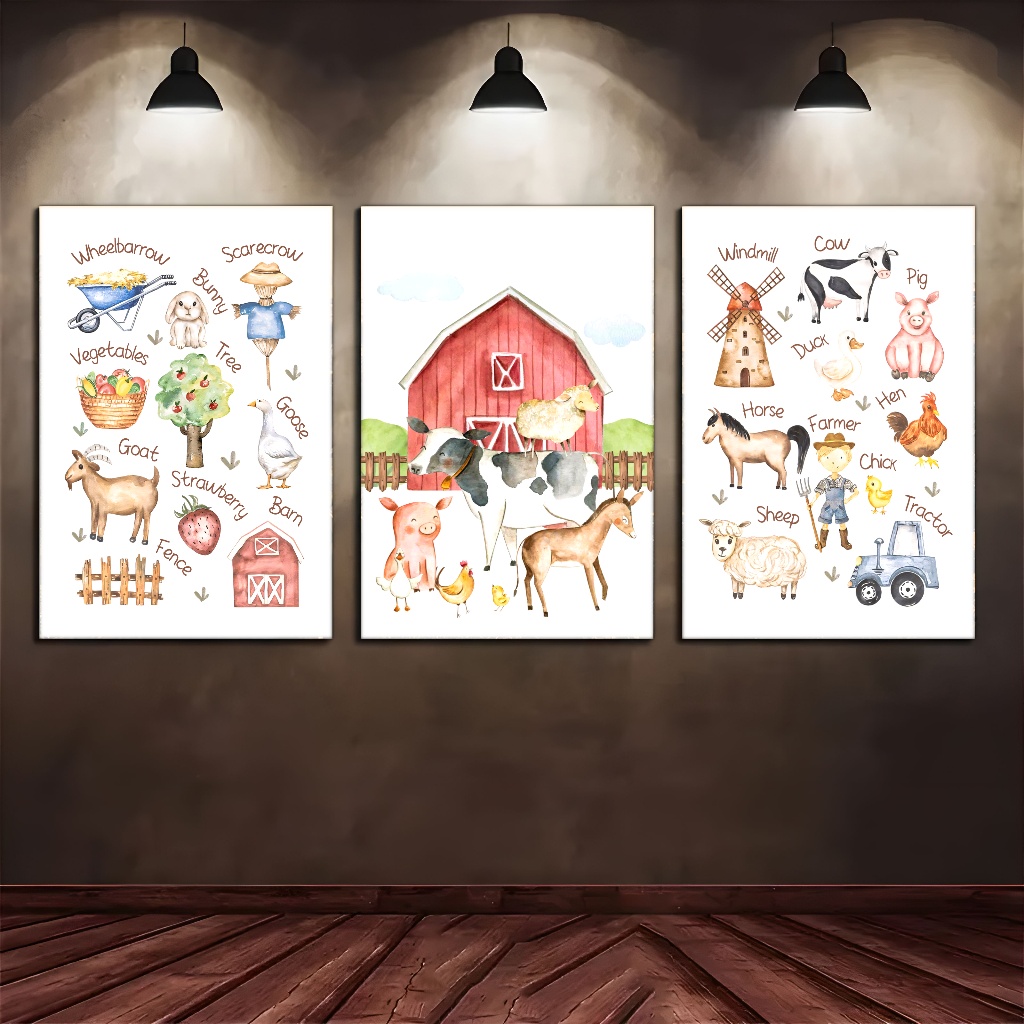 Wheelbarrow
Scarecrow
Bunny
Vegetables
Tree
Goose
Goat
Strawberry
Barn
Fence
Windmill
Cow
Pig
Duck
Hen
Horse
Farmer
Chick
Sheep
Tractor